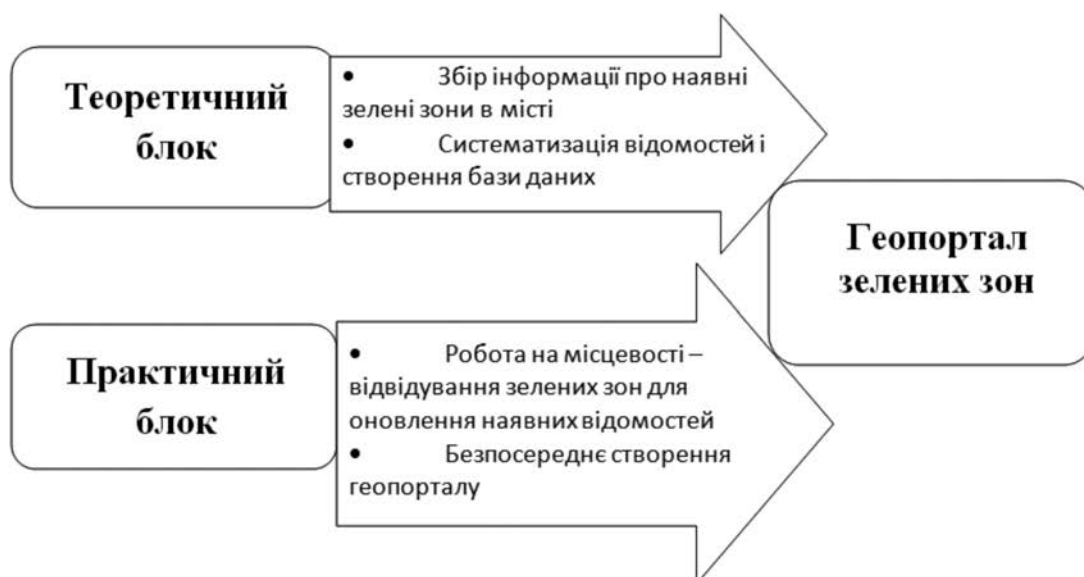 Теоретичний
блок
• Збір інформації про наявні
зелені зони в місті
• Систематизація відомостей і
створення бази даних
Геопортал
зелених зон
Практичний
блок
• Робота на місцевості –
відвідування зелених зон для
оновлення наявних відомостей
• Безпосереднє створення
геопорталу